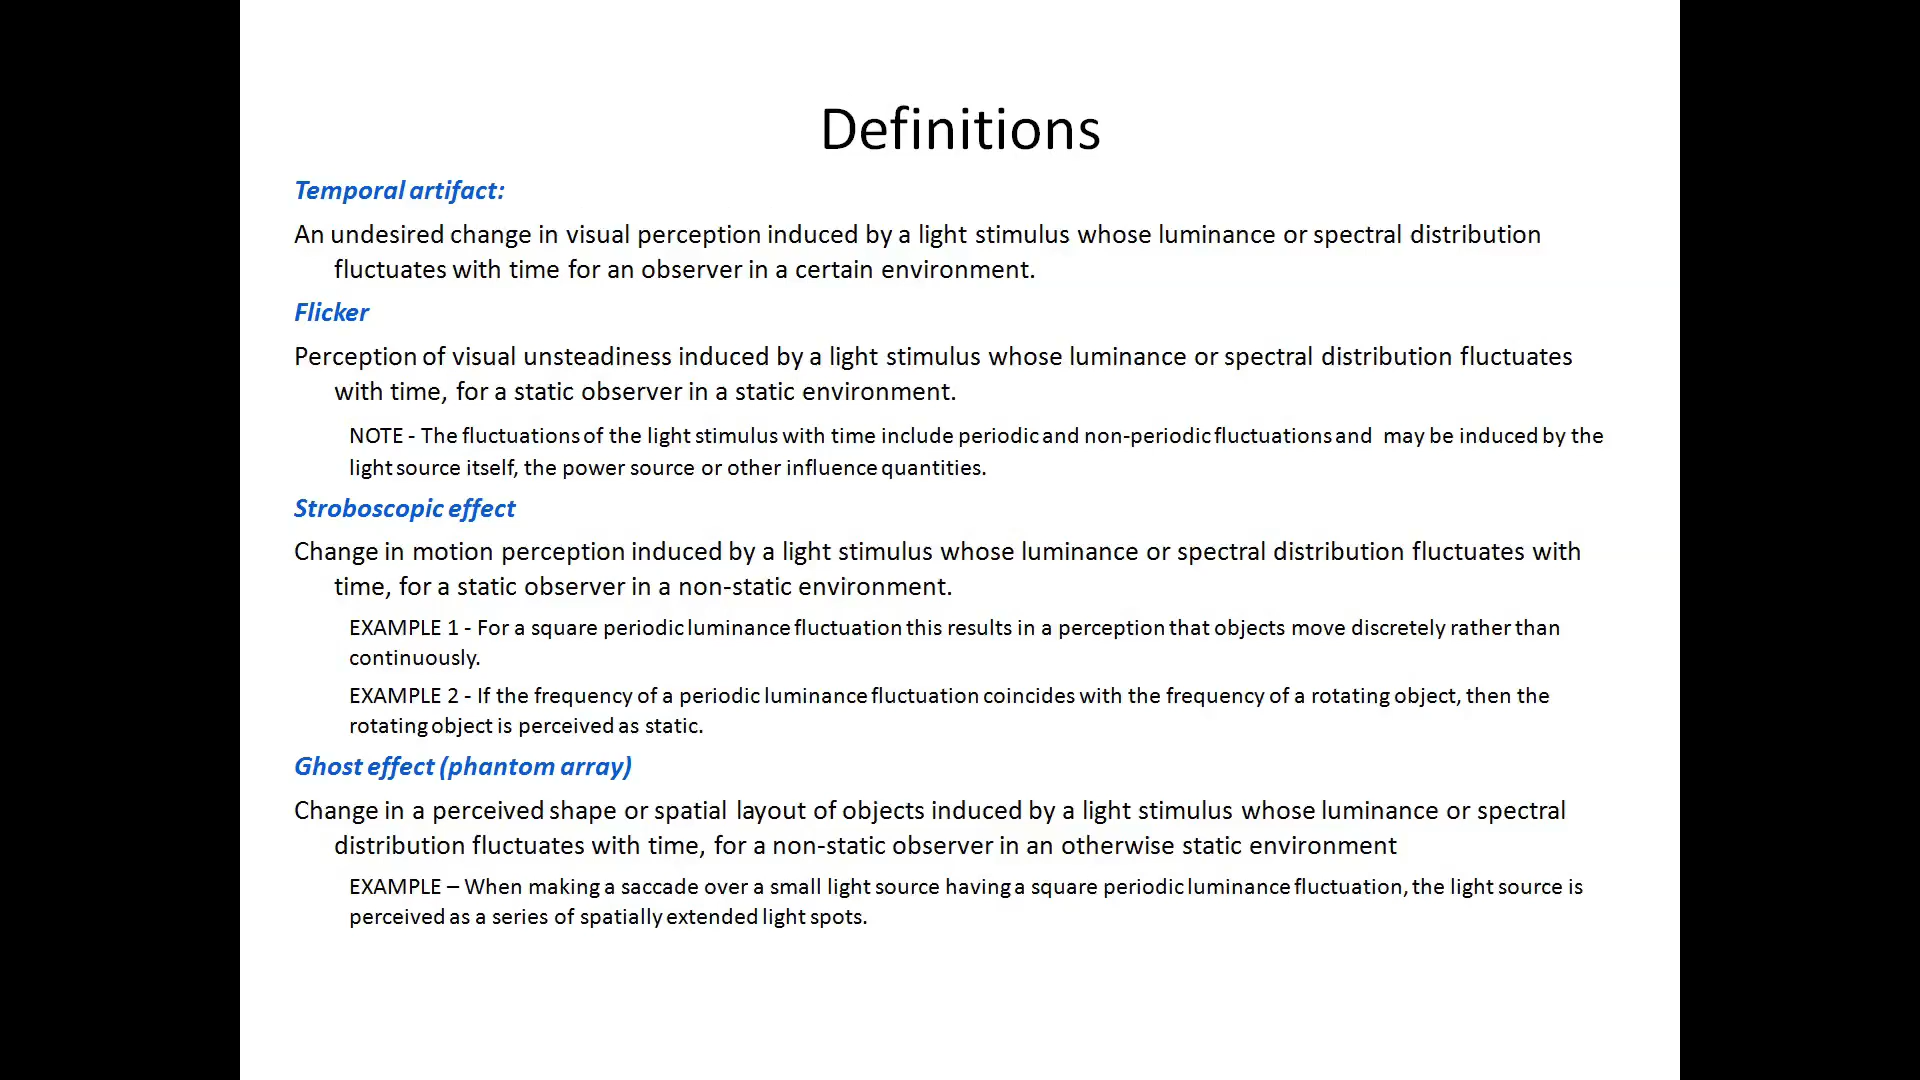 Definitions
Temporal artifact:
An undesired change in visual perception induced by a light stimulus whose luminance or spectral distribution
fluctuates with time for an observer in a certain environment.
Flicker
Perception of visual unsteadiness induced by a light stimulus whose luminance or spectral distribution fluctuates
with time, for a static observer in a static environment.
NOTE - The fluctuations of the light stimulus with time include periodic and non-periodic fluctuations and may be induced by the
light source itself, the power source or other influence quantities.
Stroboscopic effect
Change in motion perception induced by a light stimulus whose luminance or spectral distribution fluctuates with
time, for a static observer in a non-static environment.
EXAMPLE 1 - For a square periodic luminance fluctuation this results in a perception that objects move discretely rather than
continuously.
EXAMPLE 2 - If the frequency of a periodic luminance fluctuation coincides with the frequency of a rotating object, then the
rotating object is perceived as static.
Ghost effect (phantom array)
Change in a perceived shape or spatial layout of objects induced by a light stimulus whose luminance or spectral
distribution fluctuates with time, for a non-static observer in an otherwise static environment
EXAMPLE – When making a saccade over a small light source having a square periodic luminance fluctuation, the light source is
perceived as a series of spatially extended light spots.